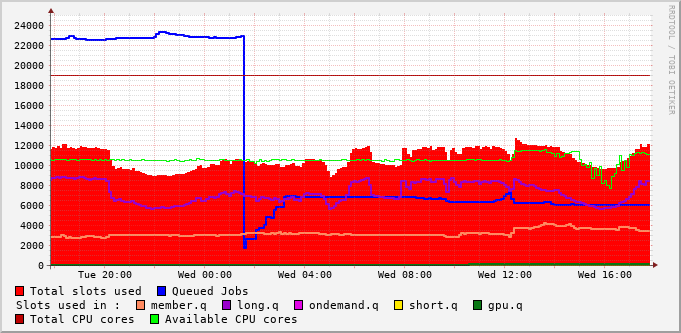 24000
22000
20000
18000
16000
14000
12000
10000
8000
6000
4000
2000
0
Tue 20:00 Wed 00:00 Wed 04:00 Wed 08:00 Wed 12:00 Wed 16:00
Total slots used Queued Jobs
Slots used in : member.q long.q ondemand.q short.q gpu.q
Total CPU cores Available CPU cores
RRDTOOL / TOBI OETIKER